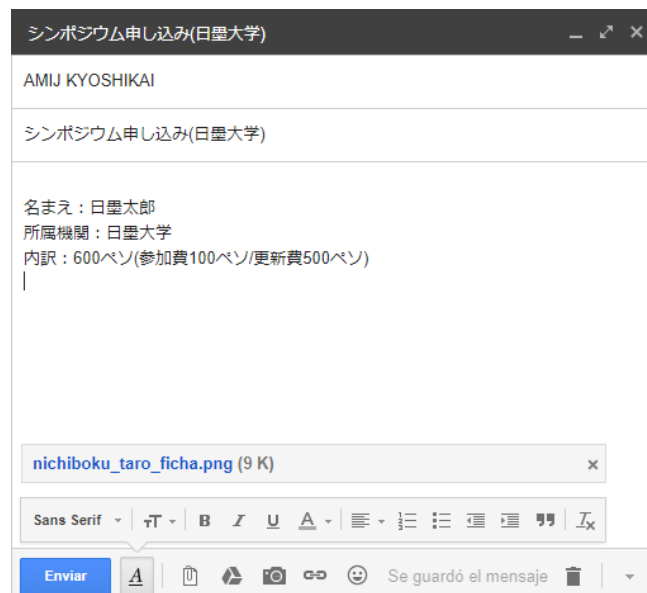 シンポジウム申し込み(日墨大学)
AMIJ KYOSHIKAI
シンポジウム申し込み(日墨大学)
名まえ：日墨太郎
所属機関：日墨大学
内訳：600ペソ(参加費100ペソ/更新費500ペソ)
nichiboku_taro_ficha.png (9 K)
Sans Serif
Enviar Se guardó el mensaje